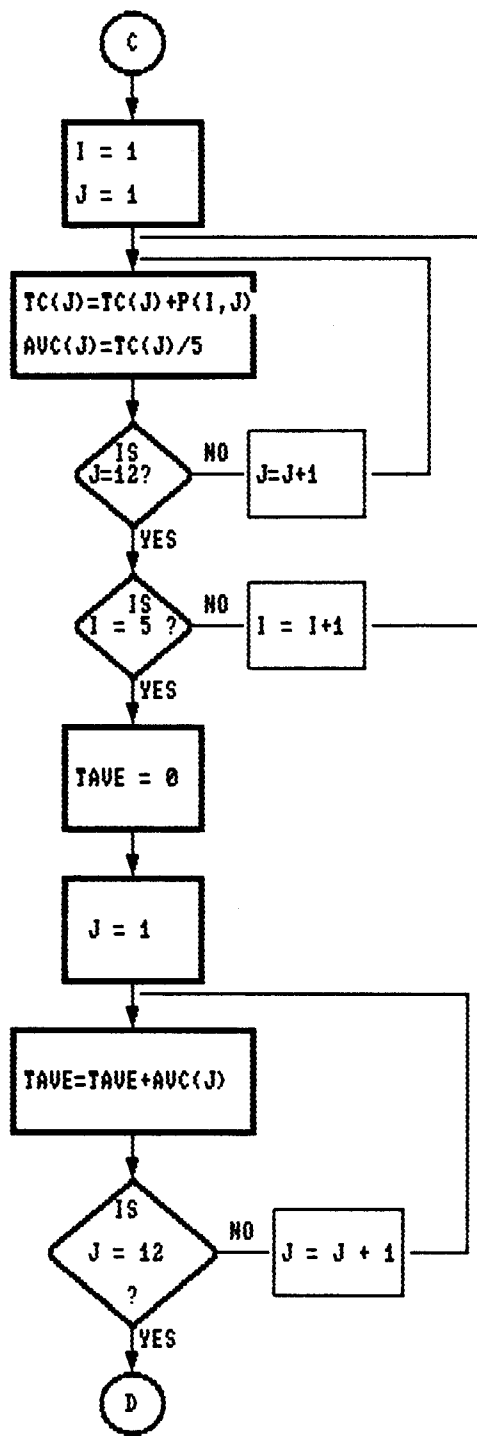 C
I = 1
J = 1
TC(J)=TC(J)+P(I,J)
AVC(J)=TC(J)/5
IS
J=12?
NO
J=J+1
YES
IS
I = 5 ?
NO
I = I+1
YES
TAVE = 0
J = 1
TAVE=TAVE+AVC(J)
IS
J = 12
?
NO
J = J + 1
YES
D